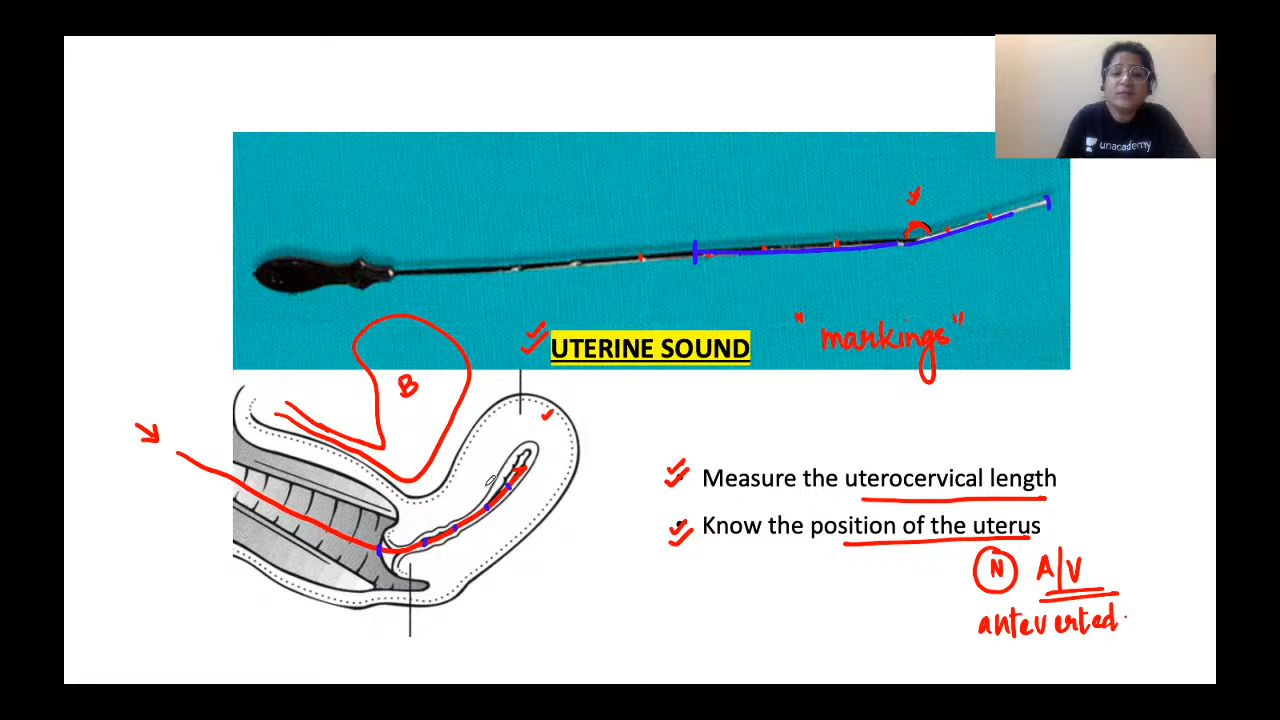 unacademy
UTERINE SOUND
"markings"
B
Measure the uterocervical length
Know the position of the uterus
N A/V
anteverted